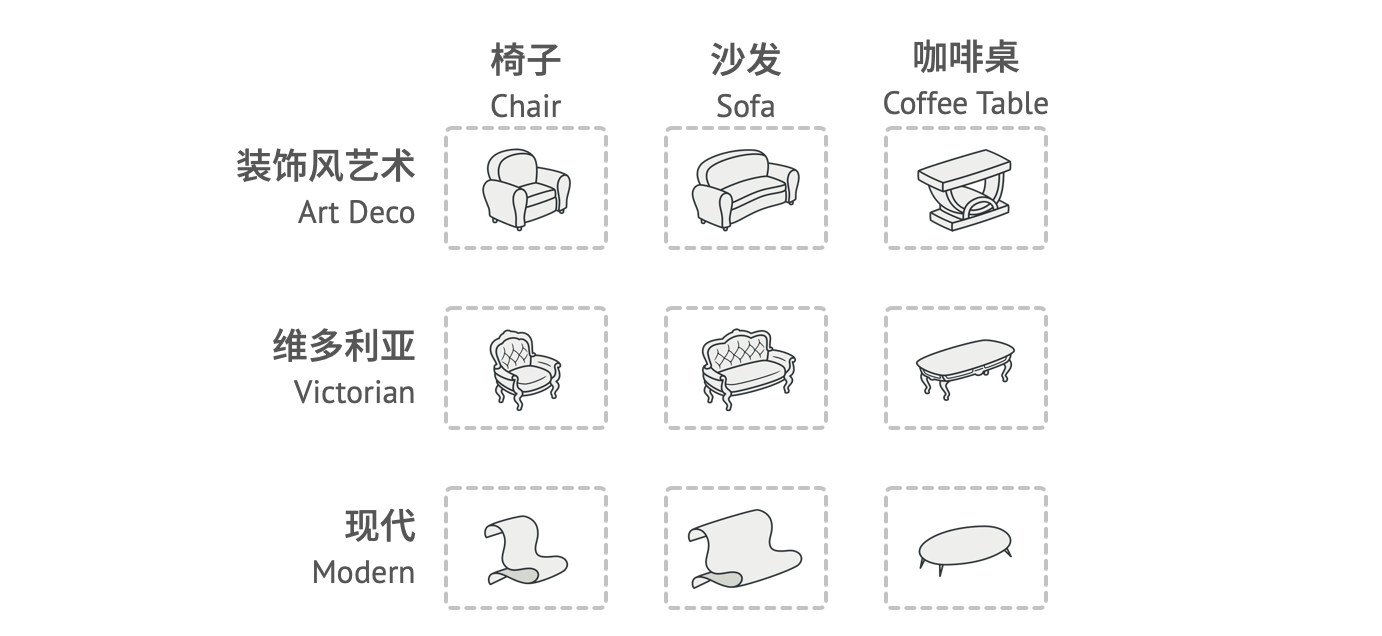 椅子
Chair
沙发
Sofa
咖啡桌
Coffee Table
装饰风艺术
Art Deco
维多利亚
Victorian
现代
Modern